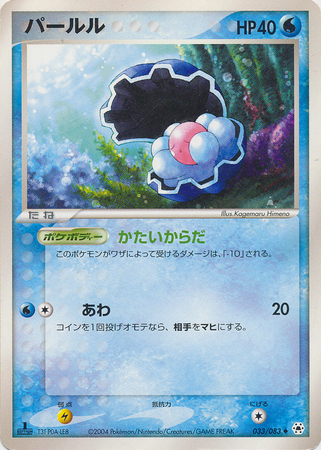 パールル HP40
Illus. Kagemaru Himeno
たね
ポケボディー かたいからだ
このポケモンがワザによって受けるダメージは、「-10」される。
あわ 20
コインを1回投げオモテなら、相手をマヒにする。
弱点 抵抗力 にげる
1 ©2004 Pokémon/Nintendo/Creatures/GAME FREAK. 033/083